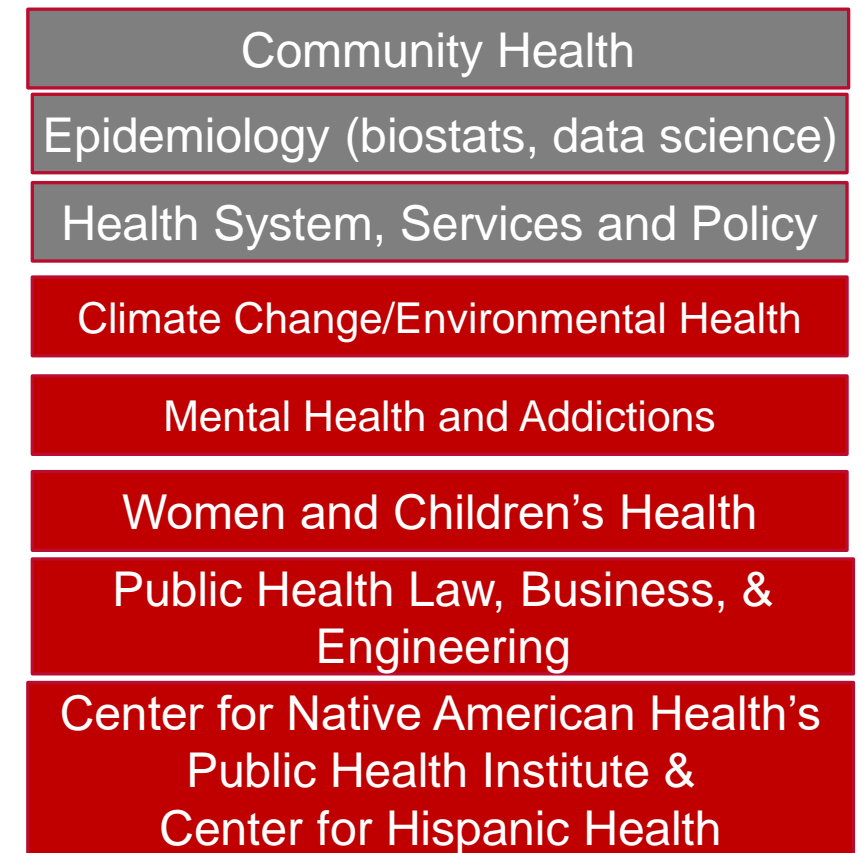 Community Health
Epidemiology (biostats, data science)
Health System, Services and Policy
Climate Change/Environmental Health
Mental Health and Addictions
Women and Children’s Health
Public Health Law, Business, &
Engineering
Center for Native American Health’s
Public Health Institute &
Center for Hispanic Health